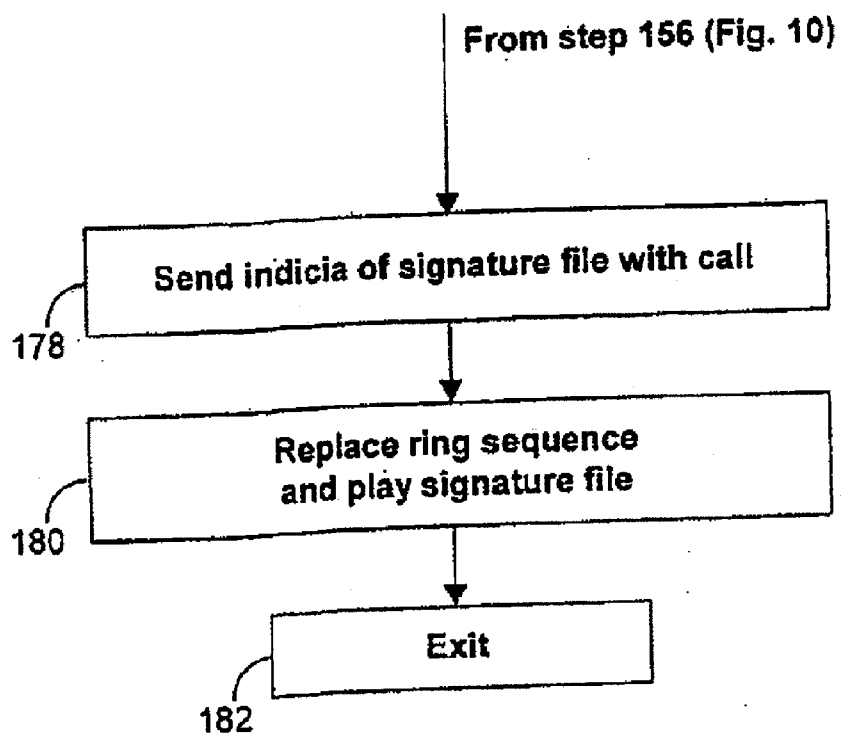 From step 156 (Fig. 10)
Send indicia of signature file with call
178
Replace ring sequence
and play signature file
180
Exit
182